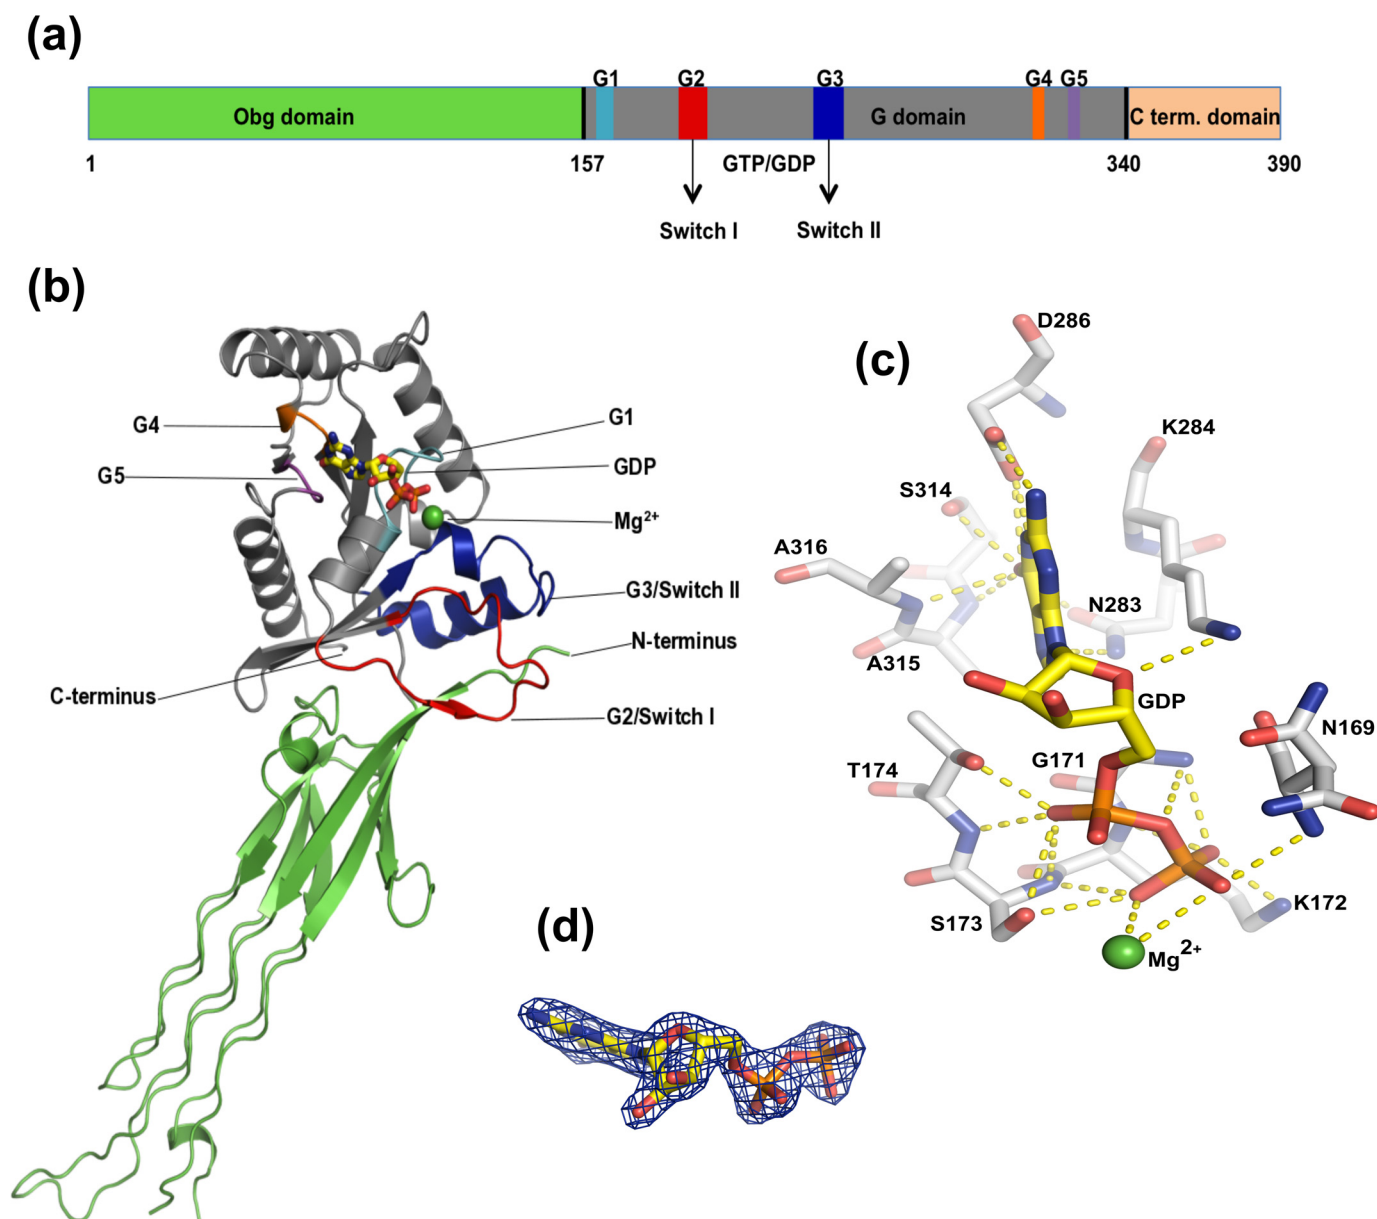 (a)
G1 G2 G3 G4 G5
Obg domain G domain C term. domain
1 157 GTP/GDP 340 390
Switch I Switch II
(b)
G4
G5
C-terminus
G1
GDP
Mg²⁺
G3/Switch II
N-terminus
G2/Switch I
(c)
D286
K284
S314
A316
N283
A315
GDP
N169
G171
T174
K172
S173
Mg²⁺
(d)